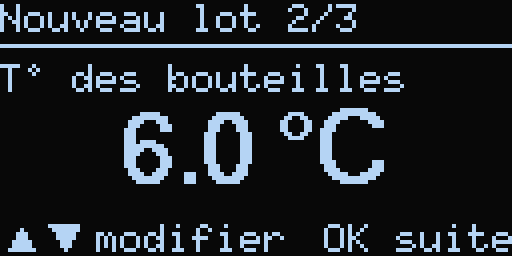 Nouveau lot 2/3
T° des bouteilles
6.0 °C
▲▼ modifier OK suite